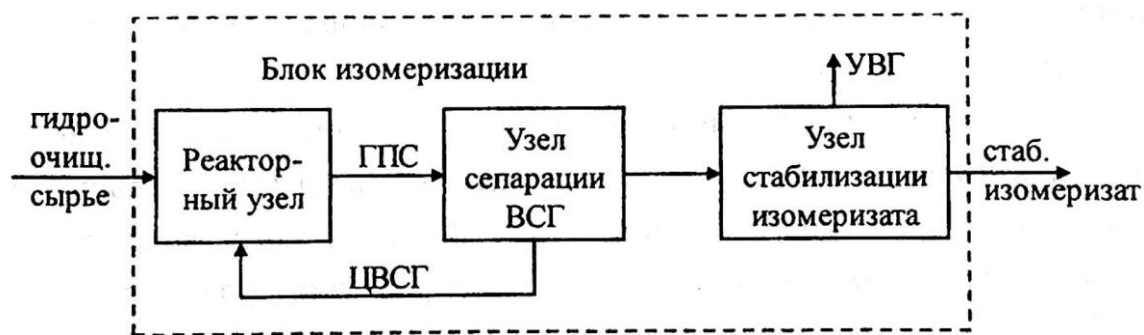 Блок изомеризации
УВГ
гидро-
очищ.
сырье
Реактор-
ный узел
ГПС
Узел
сепарации
ВСГ
Узел
стабилизации
изомеризата
стаб.
изомеризат
ЦВСГ